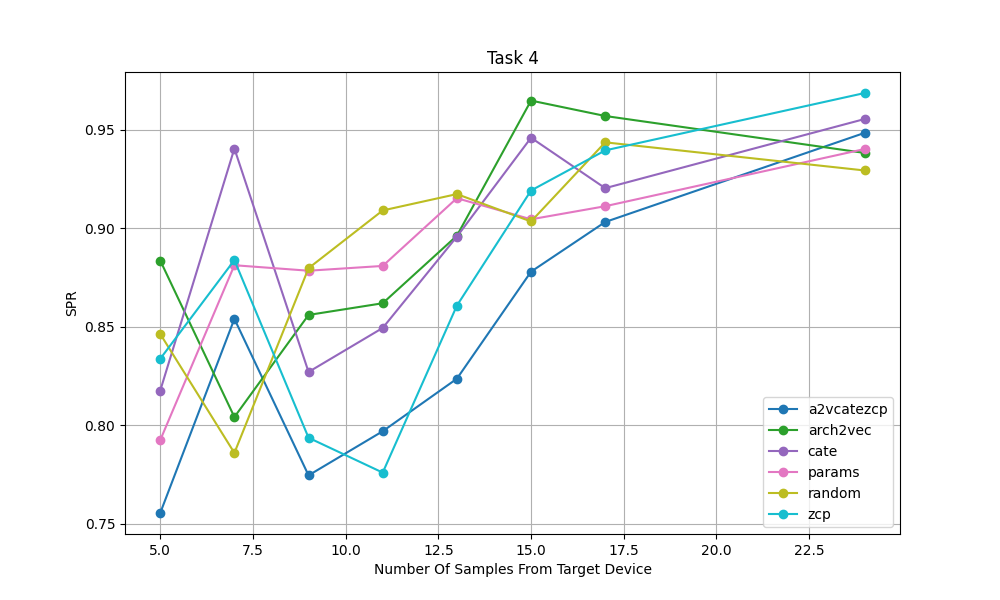 Task 4
SPR
0.95
0.90
0.85
0.80
0.75
5.0 7.5 10.0 12.5 15.0 17.5 20.0 22.5
Number Of Samples From Target Device
a2vcatezcp
arch2vec
cate
params
random
zcp